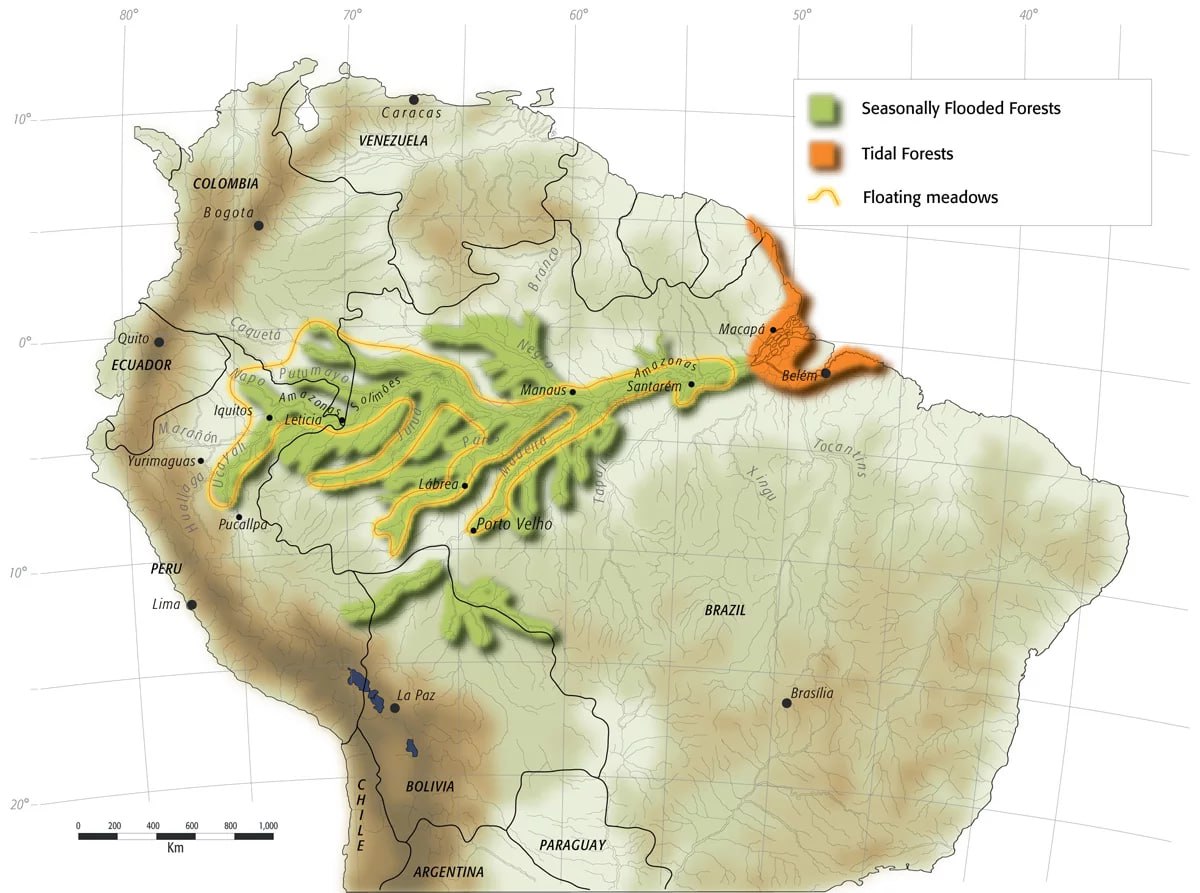 80°
70°
60°
50°
40°
10°
0°
10°
20°
Seasonally Flooded Forests
Tidal Forests
Floating meadows
Caracas
VENEZUELA
COLOMBIA
Bogota
Branco
Quito
ECUADOR
Caquetá
Putumayo
Napo
Negro
Macapá
Belém
Amazonas
Santarém
Manaus
Solimões
Amazonas
Iquitos
Leticia
Marañón
Yurimaguas
Ucayali
Huallaga
Pucallpa
Juruá
Purus
Madeira
Lábrea
Porto Velho
Tapajós
Xingu
Tocantins
PERU
Lima
BRAZIL
La Paz
Brasília
BOLIVIA
CHILE
PARAGUAY
ARGENTINA
0 200 400 600 800 1,000
Km